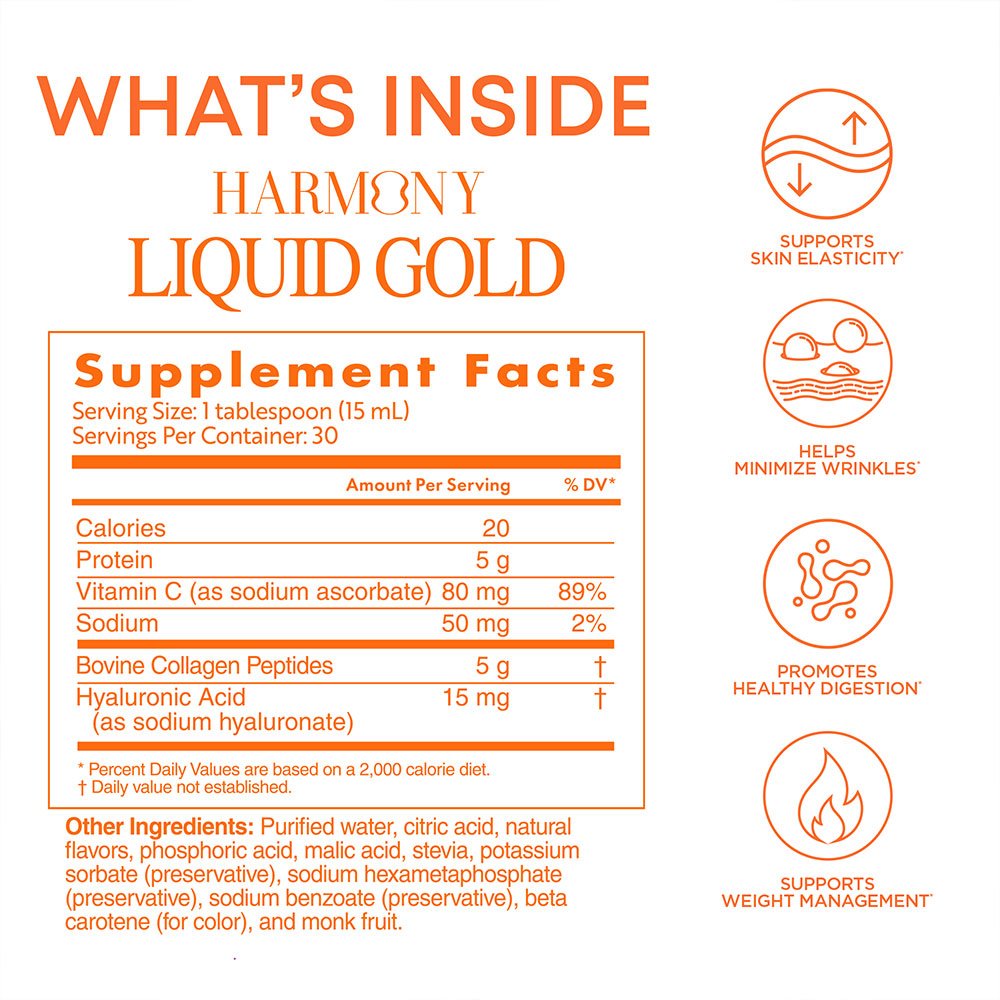 WHAT'S INSIDE
HARMONY
LIQUID GOLD
Supplement Facts
Serving Size: 1 tablespoon (15 mL)
Servings Per Container: 30
Amount Per Serving % DV*
Calories 20
Protein 5 g
Vitamin C (as sodium ascorbate) 80 mg 89%
Sodium 50 mg 2%
Bovine Collagen Peptides 5 g †
Hyaluronic Acid 15 mg †
(as sodium hyaluronate)
* Percent Daily Values are based on a 2,000 calorie diet.
† Daily value not established.
Other Ingredients: Purified water, citric acid, natural
flavors, phosphoric acid, malic acid, stevia, potassium
sorbate (preservative), sodium hexametaphosphate
(preservative), sodium benzoate (preservative), beta
carotene (for color), and monk fruit.
SUPPORTS
SKIN ELASTICITY*
HELPS
MINIMIZE WRINKLES*
PROMOTES
HEALTHY DIGESTION*
SUPPORTS
WEIGHT MANAGEMENT*